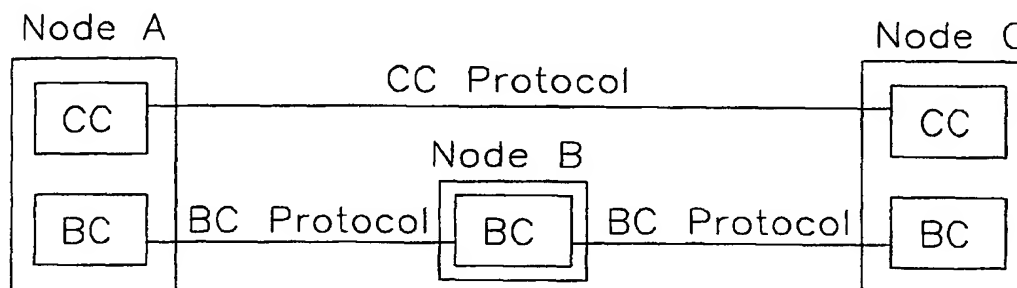 Node A
Node C
CC Protocol
CC
CC
Node B
BC
BC Protocol
BC
BC Protocol
BC